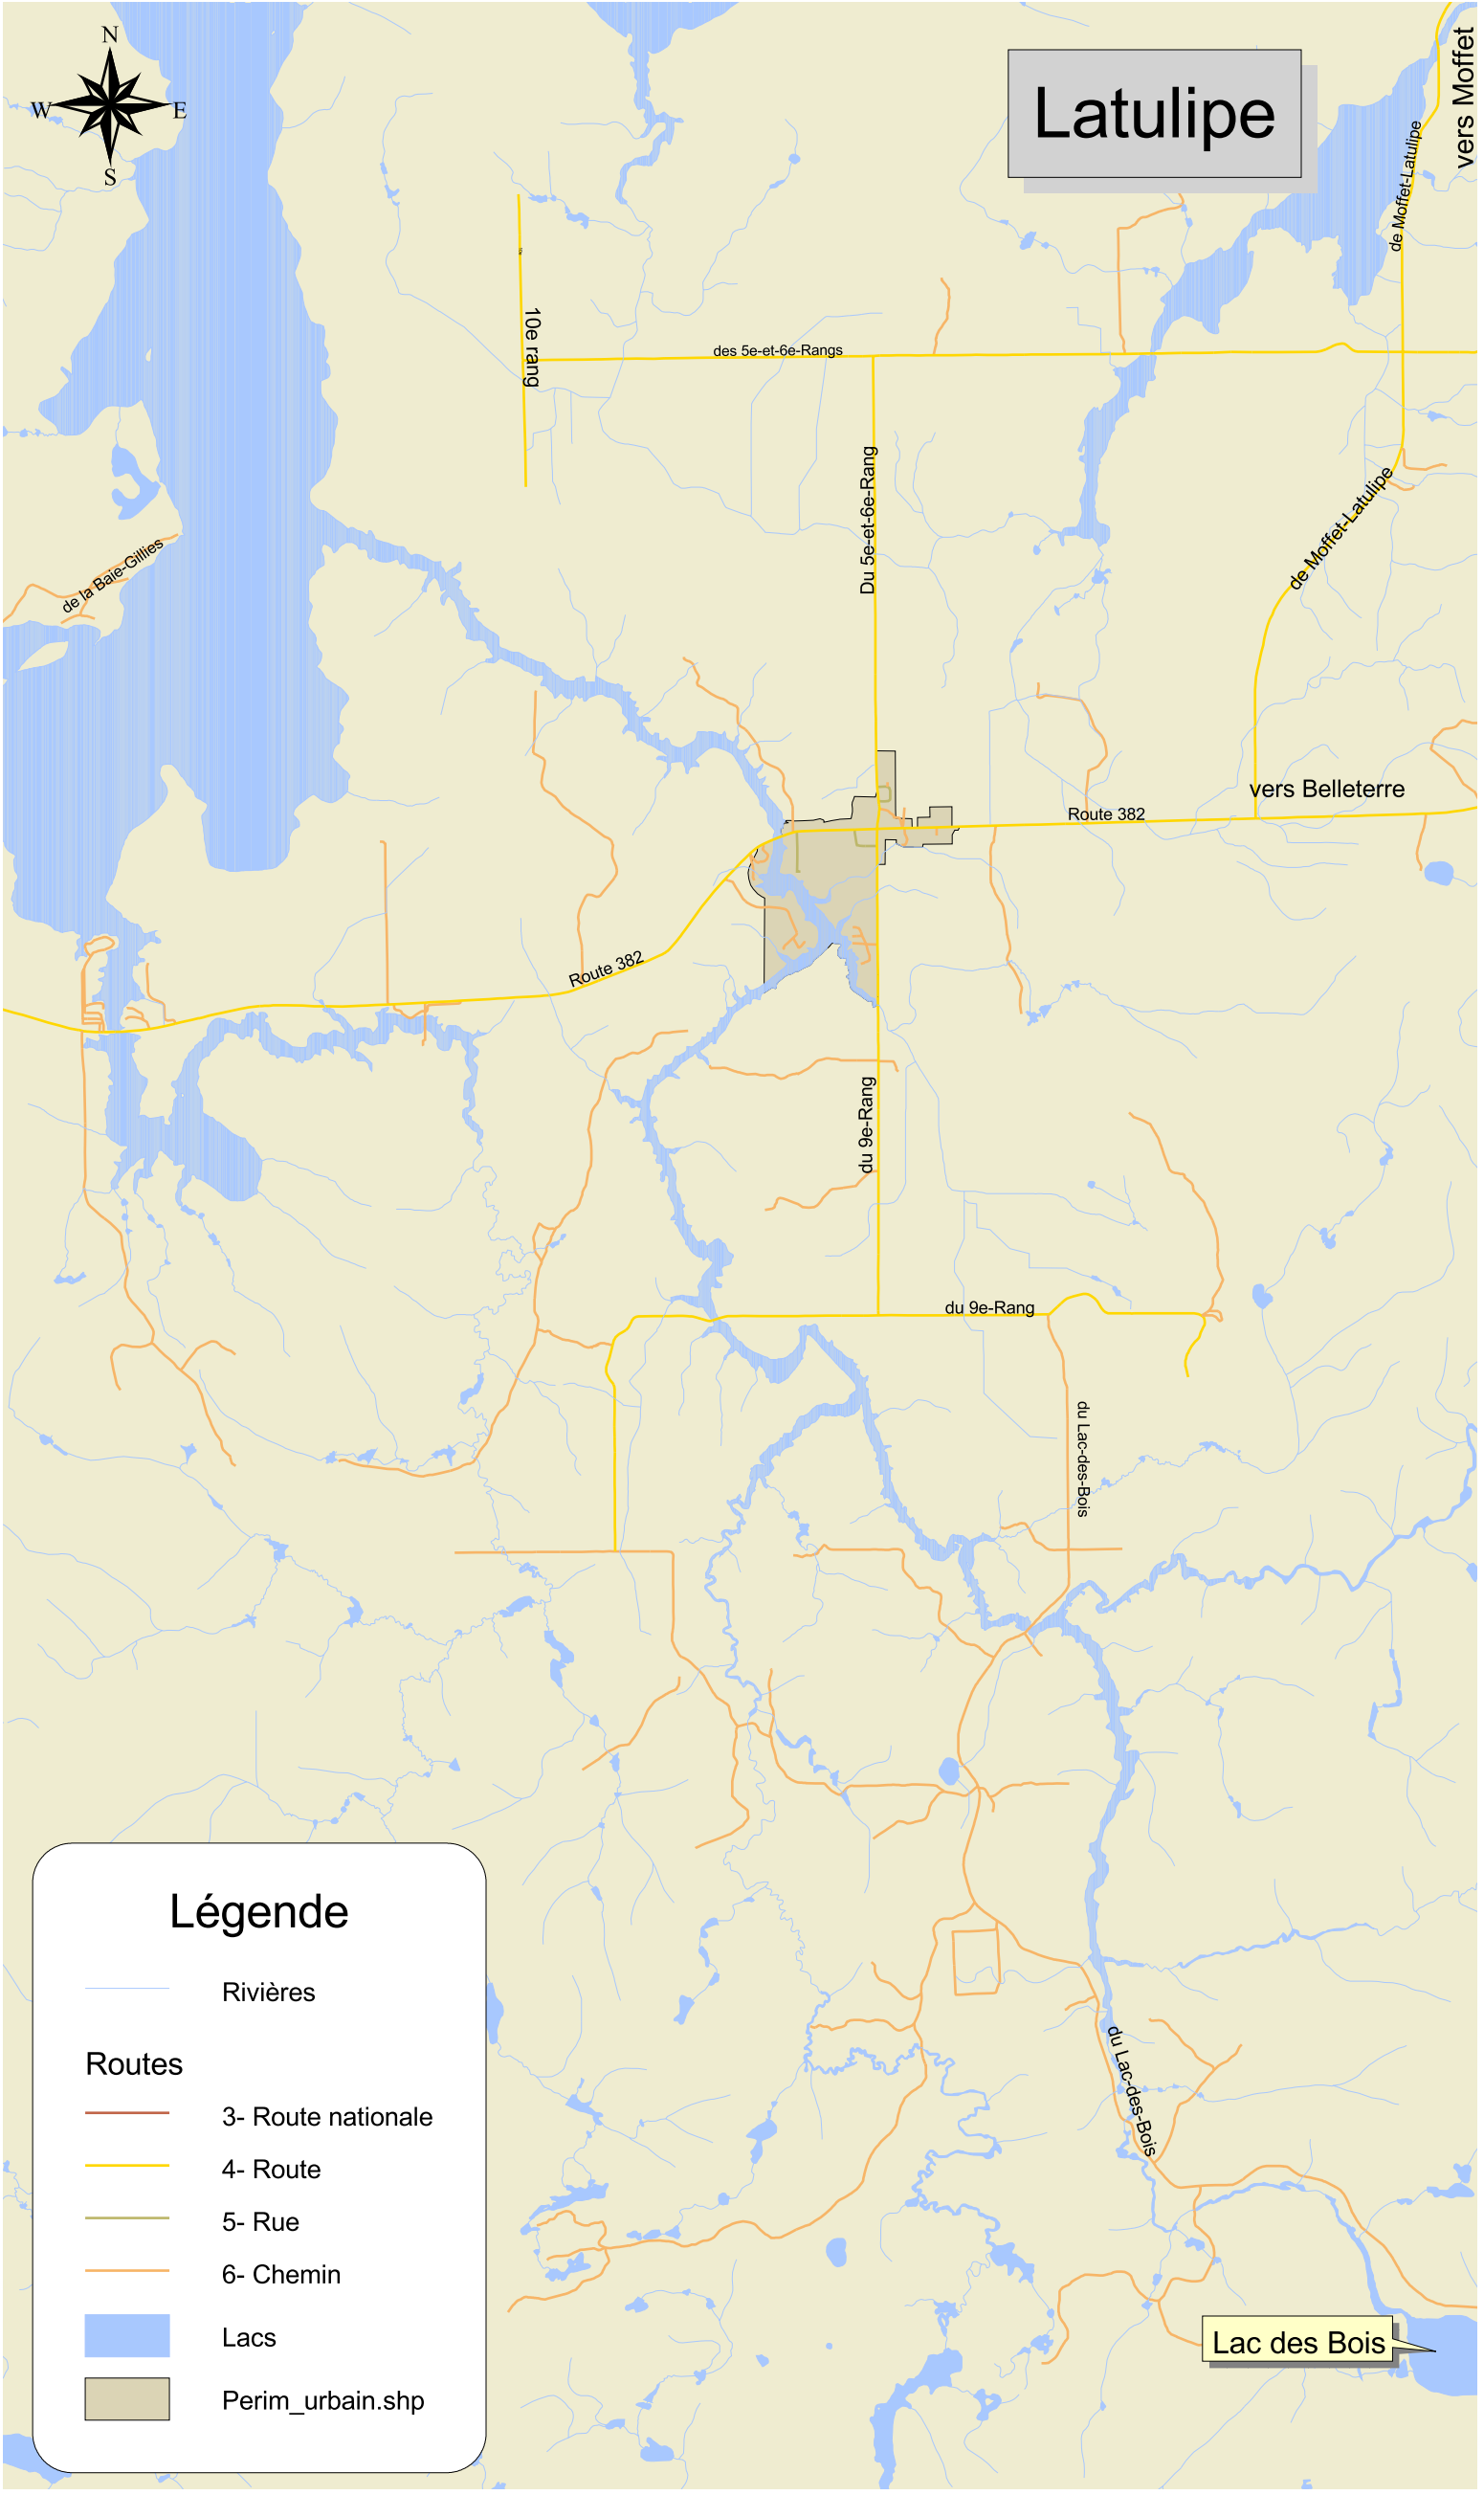 N
W
E
S
Latulipe
vers Moffet
de Moffet-Latulipe
10e rang
des 5e-et-6e-Rangs
Du 5e-et-6e-Rang
de Moffet-Latulipe
de la Baie-Gillies
vers Belleterre
Route 382
Route 382
du 9e-Rang
du 9e-Rang
du Lac-des-Bois
du Lac-des-Bois
Lac des Bois
Légende
Rivières
Routes
3- Route nationale
4- Route
5- Rue
6- Chemin
Lacs
Perim_urbain.shp